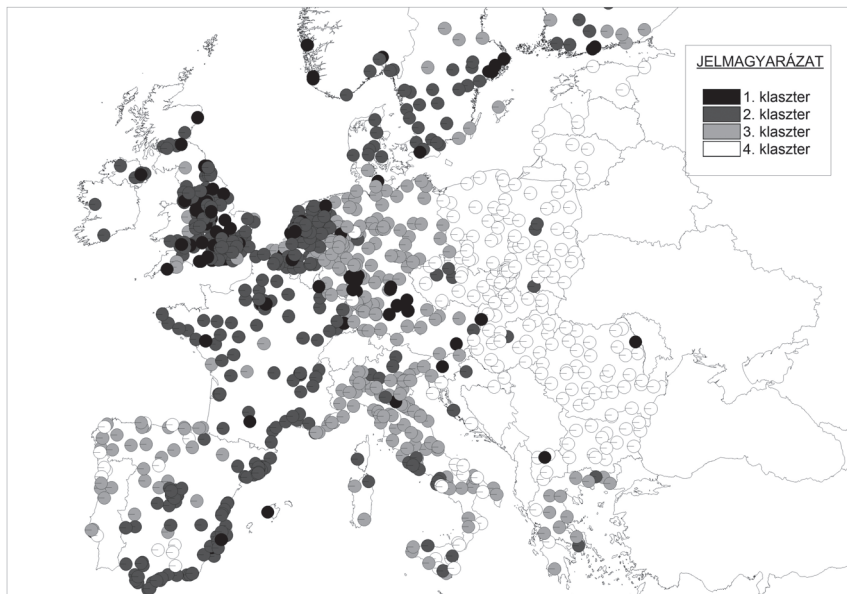 JELMAGYARÁZAT
1. klaszter
2. klaszter
3. klaszter
4. klaszter